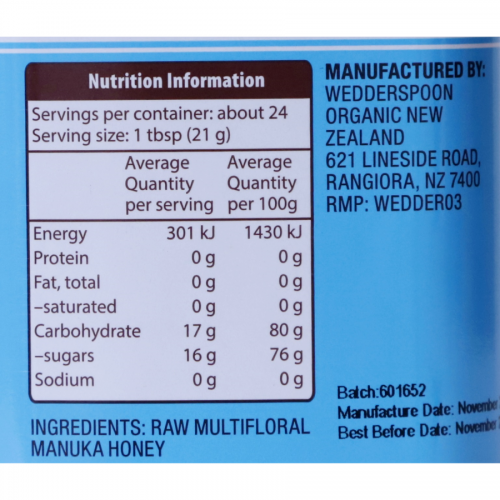 Nutrition Information
Servings per container: about 24
Serving size: 1 tbsp (21 g)
Average Quantity per serving Average Quantity per 100g
Energy 301 kJ 1430 kJ
Protein 0 g 0 g
Fat, total 0 g 0 g
–saturated 0 g 0 g
Carbohydrate 17 g 80 g
–sugars 16 g 76 g
Sodium 0 g 0 g
INGREDIENTS: RAW MULTIFLORAL
MANUKA HONEY
MANUFACTURED BY:
WEDDERSPOON
ORGANIC NEW
ZEALAND
621 LINESIDE ROAD,
RANGIORA, NZ 7400
RMP: WEDDER03
Batch:601652
Manufacture Date: November
Best Before Date: November